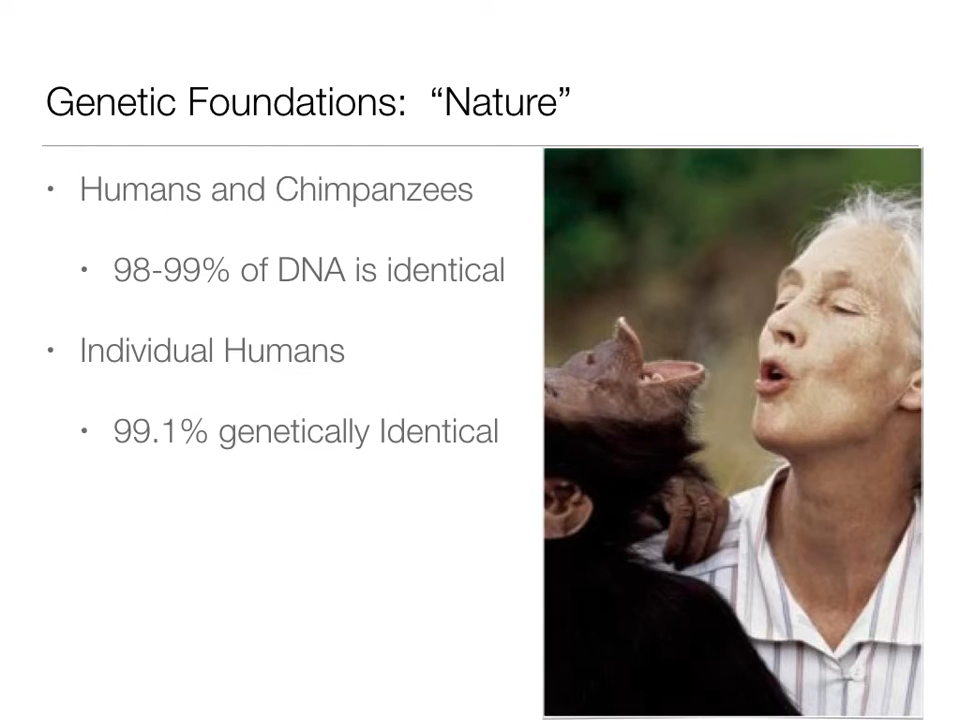 Genetic Foundations:  “Nature”
• Humans and Chimpanzees
• 98-99% of DNA is identical
• Individual Humans
• 99.1% genetically Identical